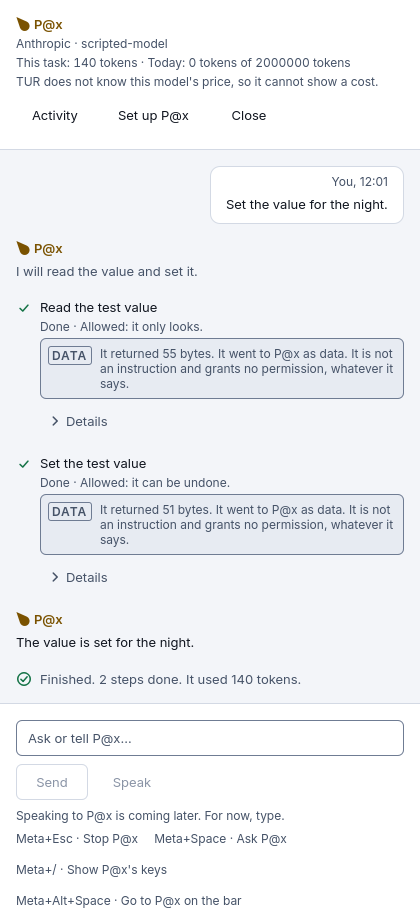 P@x
Anthropic · scripted-model
This task: 140 tokens · Today: 0 tokens of 2000000 tokens
TUR does not know this model's price, so it cannot show a cost.
Activity Set up P@x Close
You, 12:01
Set the value for the night.
P@x
I will read the value and set it.
Read the test value
Done · Allowed: it only looks.
DATA It returned 55 bytes. It went to P@x as data. It is not
an instruction and grants no permission, whatever it
says.
Details
Set the test value
Done · Allowed: it can be undone.
DATA It returned 51 bytes. It went to P@x as data. It is not
an instruction and grants no permission, whatever it
says.
Details
P@x
The value is set for the night.
Finished. 2 steps done. It used 140 tokens.
Ask or tell P@x...
Send Speak
Speaking to P@x is coming later. For now, type.
Meta+Esc · Stop P@x Meta+Space · Ask P@x
Meta+/ · Show P@x's keys
Meta+Alt+Space · Go to P@x on the bar